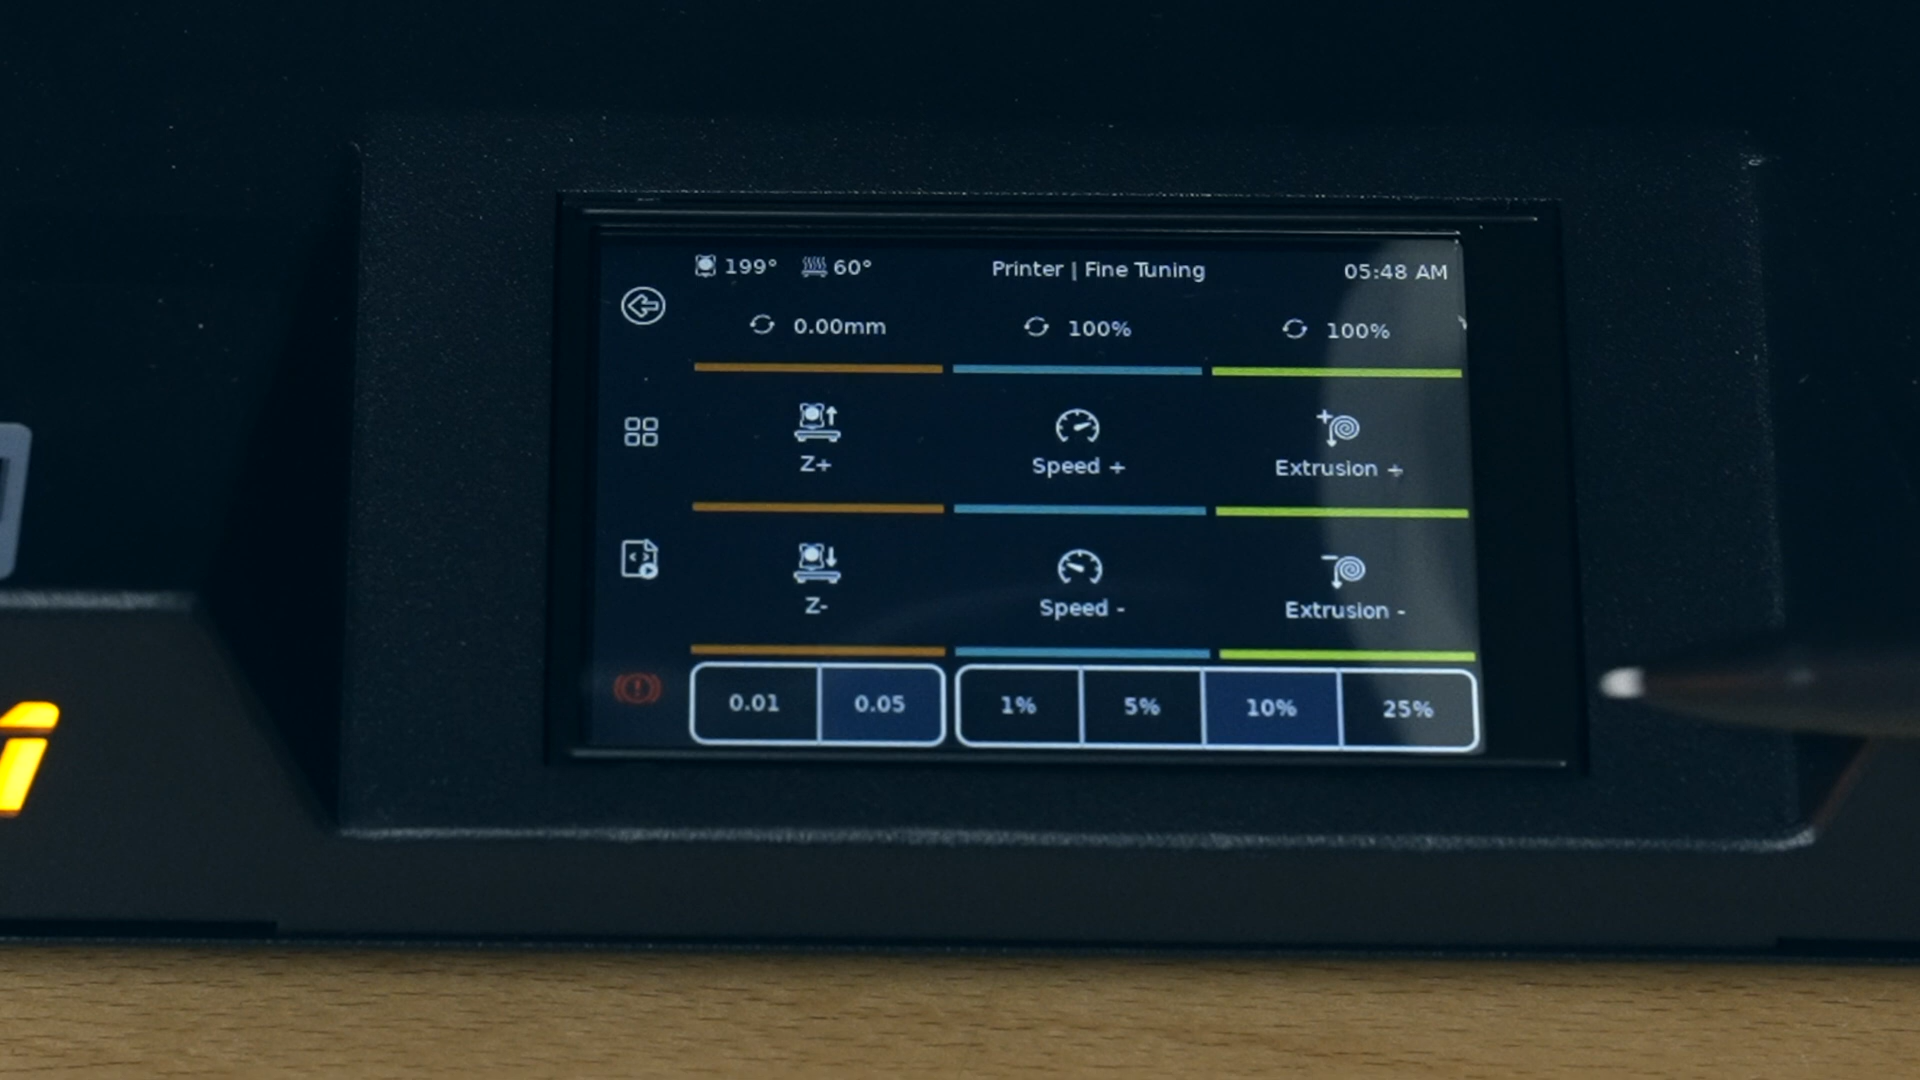 199° 60° Printer | Fine Tuning 05:48 AM
0.00mm 100% 100%
Z+ Speed + Extrusion +
Z- Speed - Extrusion -
0.01 0.05 1% 5% 10% 25%